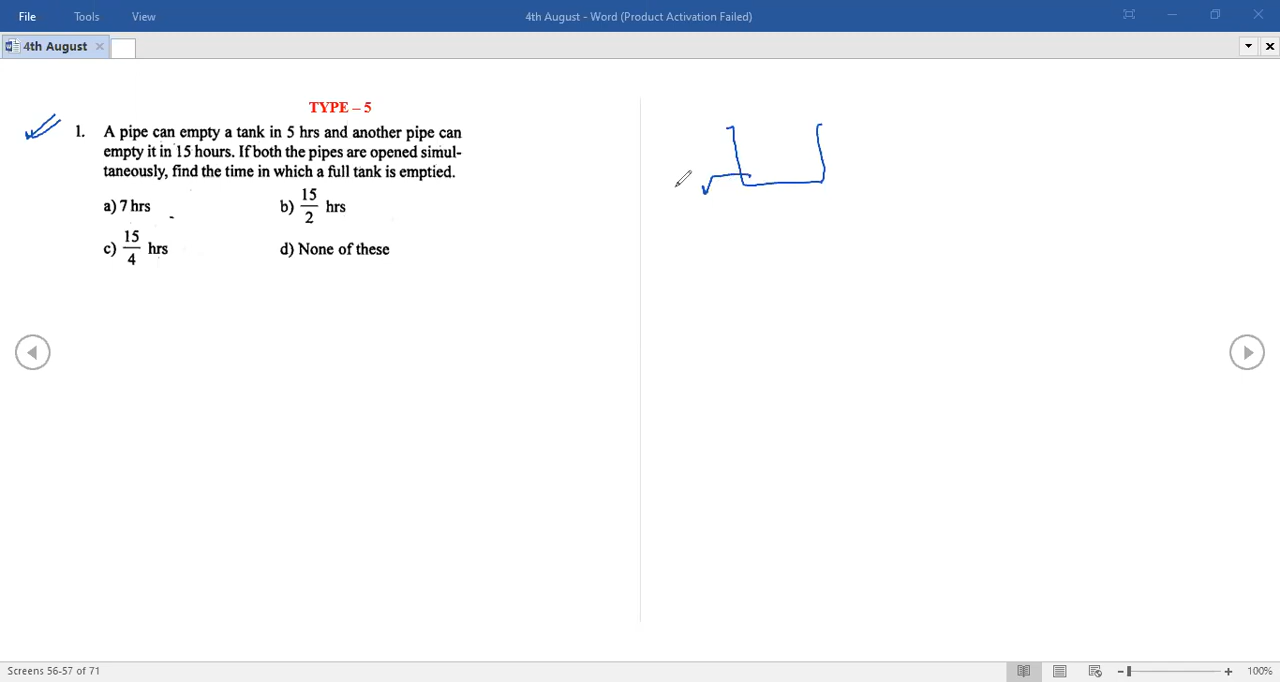 File Tools View 4th August - Word (Product Activation Failed)
4th August
TYPE – 5
1. A pipe can empty a tank in 5 hrs and another pipe can
empty it in 15 hours. If both the pipes are opened simul-
taneously, find the time in which a full tank is emptied.
a) 7 hrs b) 15/2 hrs
c) 15/4 hrs d) None of these
Screens 56-57 of 71 100%